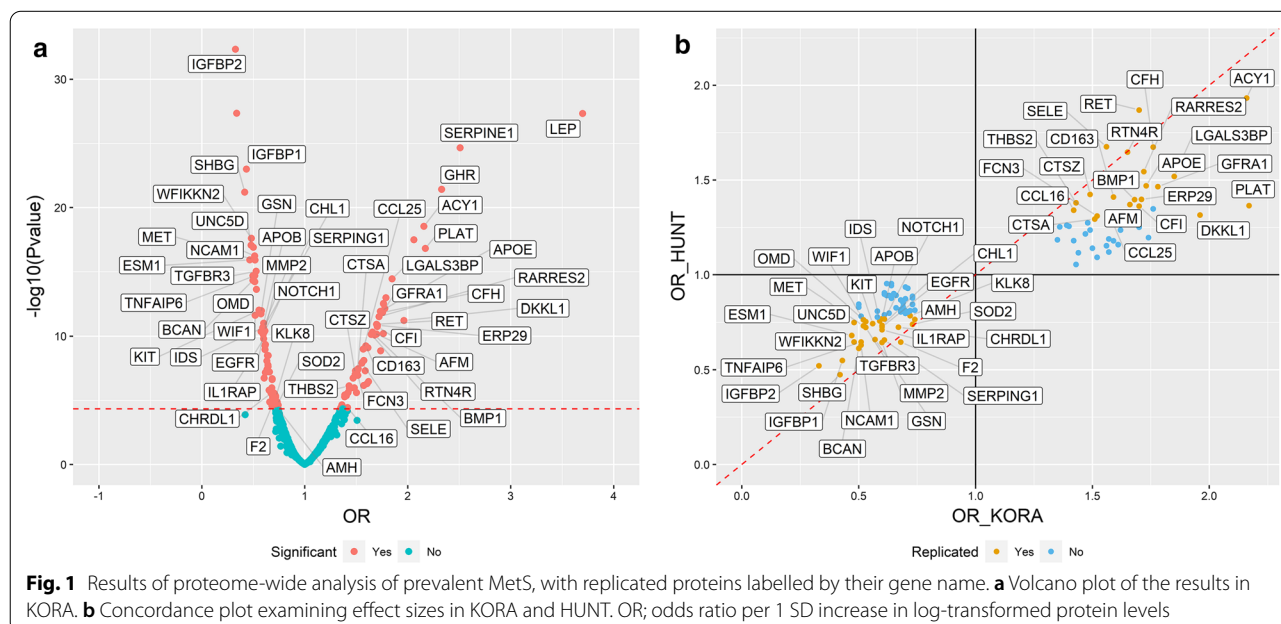 a
-log10(Pvalue)
30
20
10
0
IGFBP2
LEP
SERPINE1
SHBG
IGFBP1
GHR
WFIKKN2
GSN
CHL1
CCL25
ACY1
UNC5D
PLAT
MET
APOB
SERPING1
APOE
NCAM1
ESM1
MMP2
CTSA
LGALS3BP
RARRES2
TGFBR3
NOTCH1
GFRA1
CFH
TNFAIP6
OMD
DKKL1
CTSZ
RET
BCAN
WIF1
KLK8
CFI
ERP29
KIT
IDS
EGFR
SOD2
CD163
AFM
IL1RAP
THBS2
RTN4R
FCN3
CHRDL1
BMP1
SELE
F2
CCL16
AMH
-1
0
1
2
3
4
OR
Significant Yes No
b
OR_HUNT
2.0
1.5
1.0
0.5
0.0
CFH
ACY1
RET
RARRES2
SELE
THBS2
CD163
RTN4R
LGALS3BP
FCN3
CTSZ
APOE
GFRA1
BMP1
CCL16
ERP29
PLAT
CTSA
AFM
CFI
DKKL1
IDS
NOTCH1
CCL25
OMD
WIF1
APOB
CHL1
MET
KIT
EGFR
KLK8
ESM1
UNC5D
AMH
SOD2
WFIKKN2
IL1RAP
CHRDL1
TNFAIP6
TGFBR3
F2
IGFBP2
SHBG
MMP2
SERPING1
IGFBP1
NCAM1
GSN
BCAN
0.0
0.5
1.0
1.5
2.0
OR_KORA
Replicated Yes No
Fig. 1 Results of proteome-wide analysis of prevalent MetS, with replicated proteins labelled by their gene name. a Volcano plot of the results in
KORA. b Concordance plot examining effect sizes in KORA and HUNT. OR; odds ratio per 1 SD increase in log-transformed protein levels